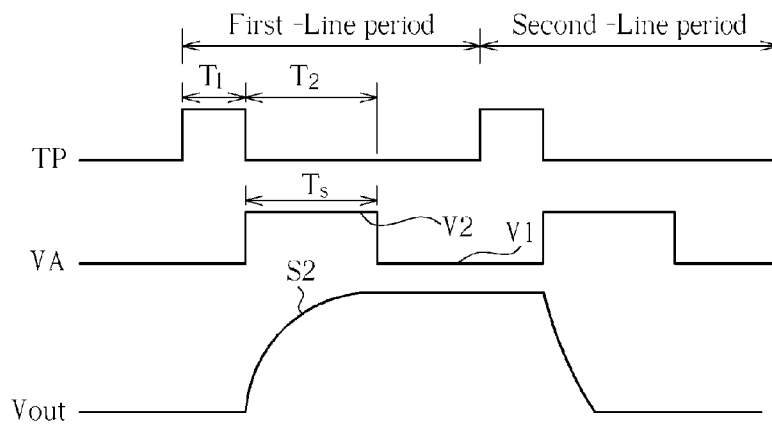 First -Line period Second -Line period
T1 T2
TP
Ts
V2 V1
VA
S2
Vout